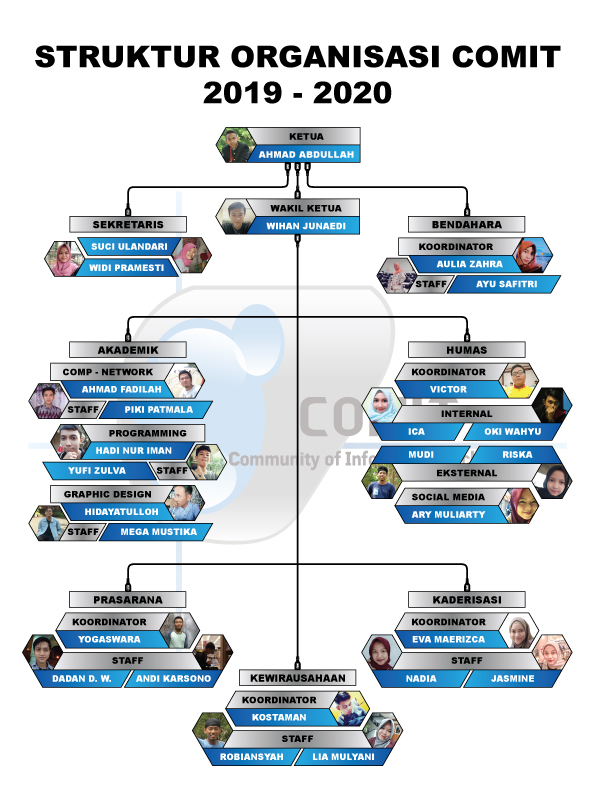 STRUKTUR ORGANISASI COMIT
2019 - 2020
KETUA
AHMAD ABDULLAH
WAKIL KETUA
WIHAN JUNAEDI
SEKRETARIS
SUCI ULANDARI
WIDI PRAMESTI
BENDAHARA
KOORDINATOR
AULIA ZAHRA
STAFF AYU SAFITRI
AKADEMIK
COMP - NETWORK
AHMAD FADILAH
STAFF PIKI PATMALA
PROGRAMMING
HADI NUR IMAN
YUFI ZULVA STAFF
GRAPHIC DESIGN
HIDAYATULLOH
STAFF MEGA MUSTIKA
HUMAS
KOORDINATOR
VICTOR
INTERNAL
ICA OKI WAHYU
MUDI RISKA
EKSTERNAL
SOCIAL MEDIA
ARY MULIARTY
COMIT
Community of Info
PRASARANA
KOORDINATOR
YOGASWARA
STAFF
DADAN D. W. ANDI KARSONO
KADERISASI
KOORDINATOR
EVA MAERIZCA
STAFF
NADIA JASMINE
KEWIRAUSAHAAN
KOORDINATOR
KOSTAMAN
STAFF
ROBIANSYAH LIA MULYANI